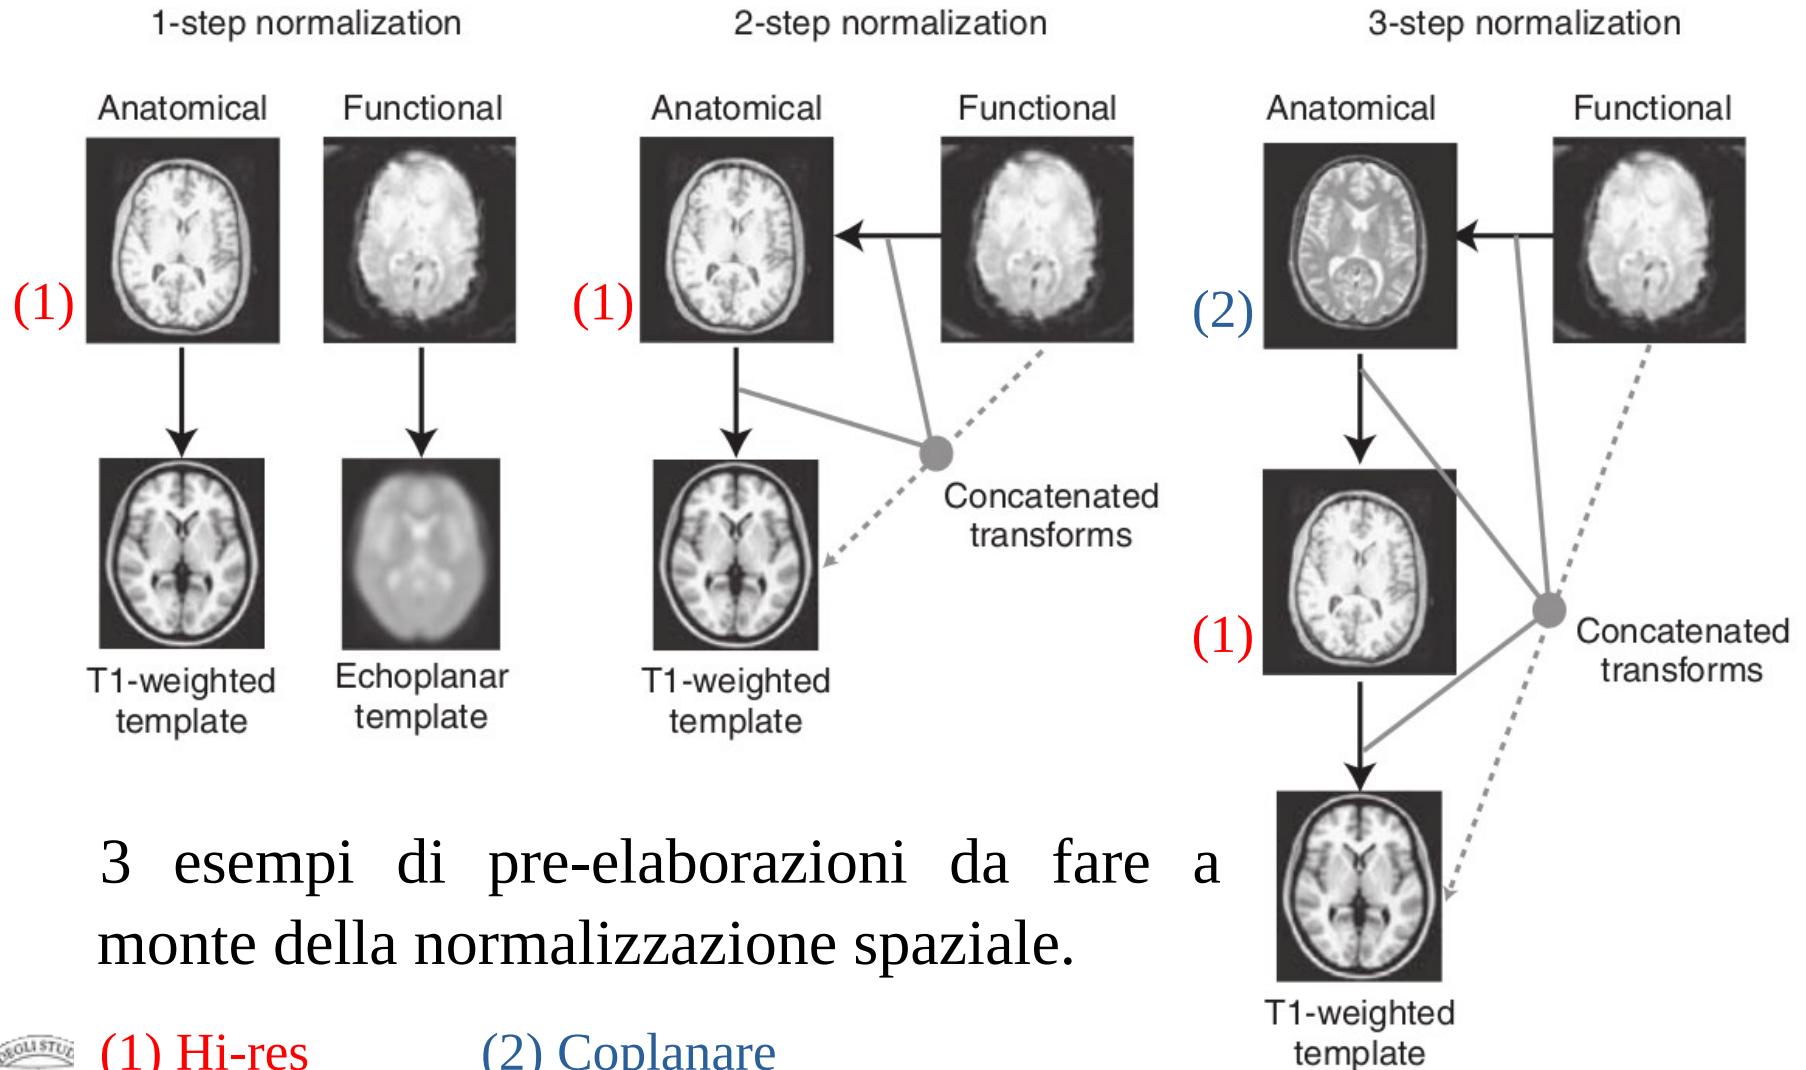 1-step normalization
Anatomical Functional
(1)
T1-weighted
template
Echoplanar
template
2-step normalization
Anatomical Functional
(1)
Concatenated
transforms
T1-weighted
template
3-step normalization
Anatomical Functional
(2)
(1)
Concatenated
transforms
T1-weighted
template
3 esempi di pre-elaborazioni da fare a
monte della normalizzazione spaziale.
DEGLI STUD
(1) Hi-res (2) Coplanare